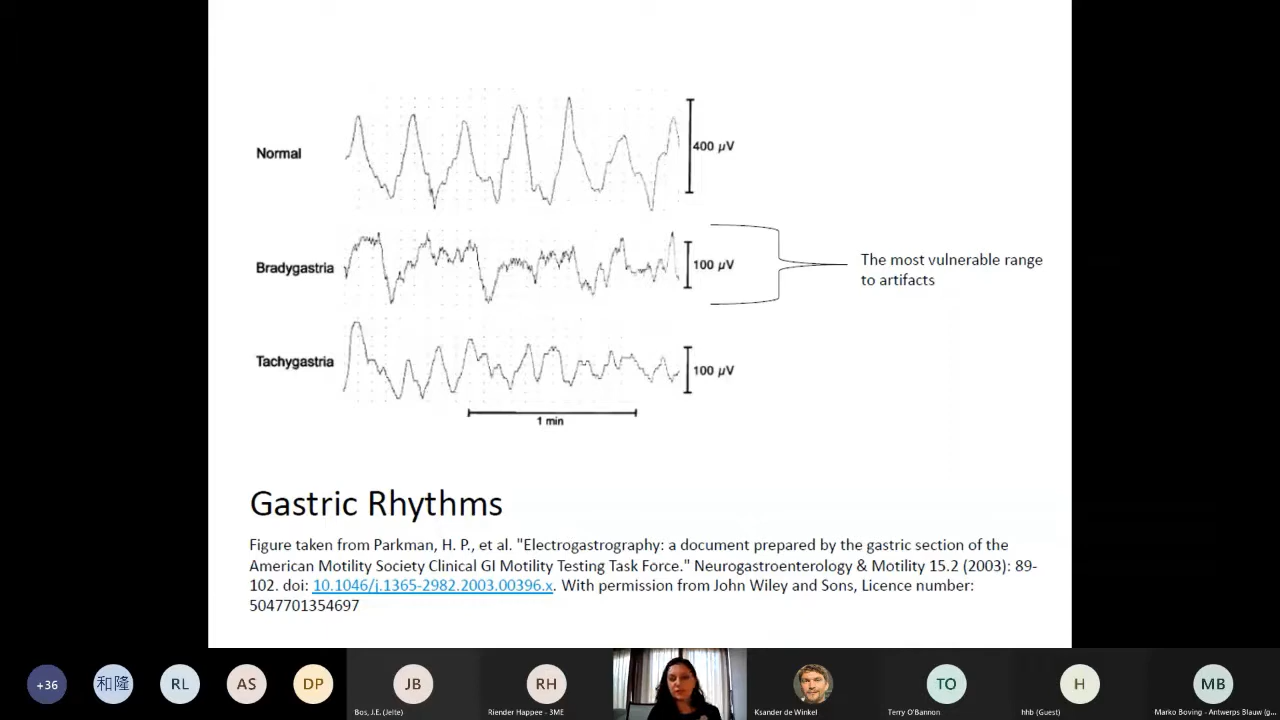 Normal
400 µV
Bradygastria
100 µV
The most vulnerable range
to artifacts
Tachygastria
100 µV
1 min
Gastric Rhythms
Figure taken from Parkman, H. P., et al. "Electrogastrography: a document prepared by the gastric section of the
American Motility Society Clinical GI Motility Testing Task Force." Neurogastroenterology & Motility 15.2 (2003): 89-
102. doi: 10.1046/j.1365-2982.2003.00396.x. With permission from John Wiley and Sons, Licence number:
5047701354697
+36
和隆
RL
AS
DP
JB
RH
TO
H
MB
Bos, J.E. (Jelte)
Riender Happee - 3ME
Ksander de Winkel
Terry O'Bannon
hhb (Guest)
Marko Boving - Antwerps Blauw (g...